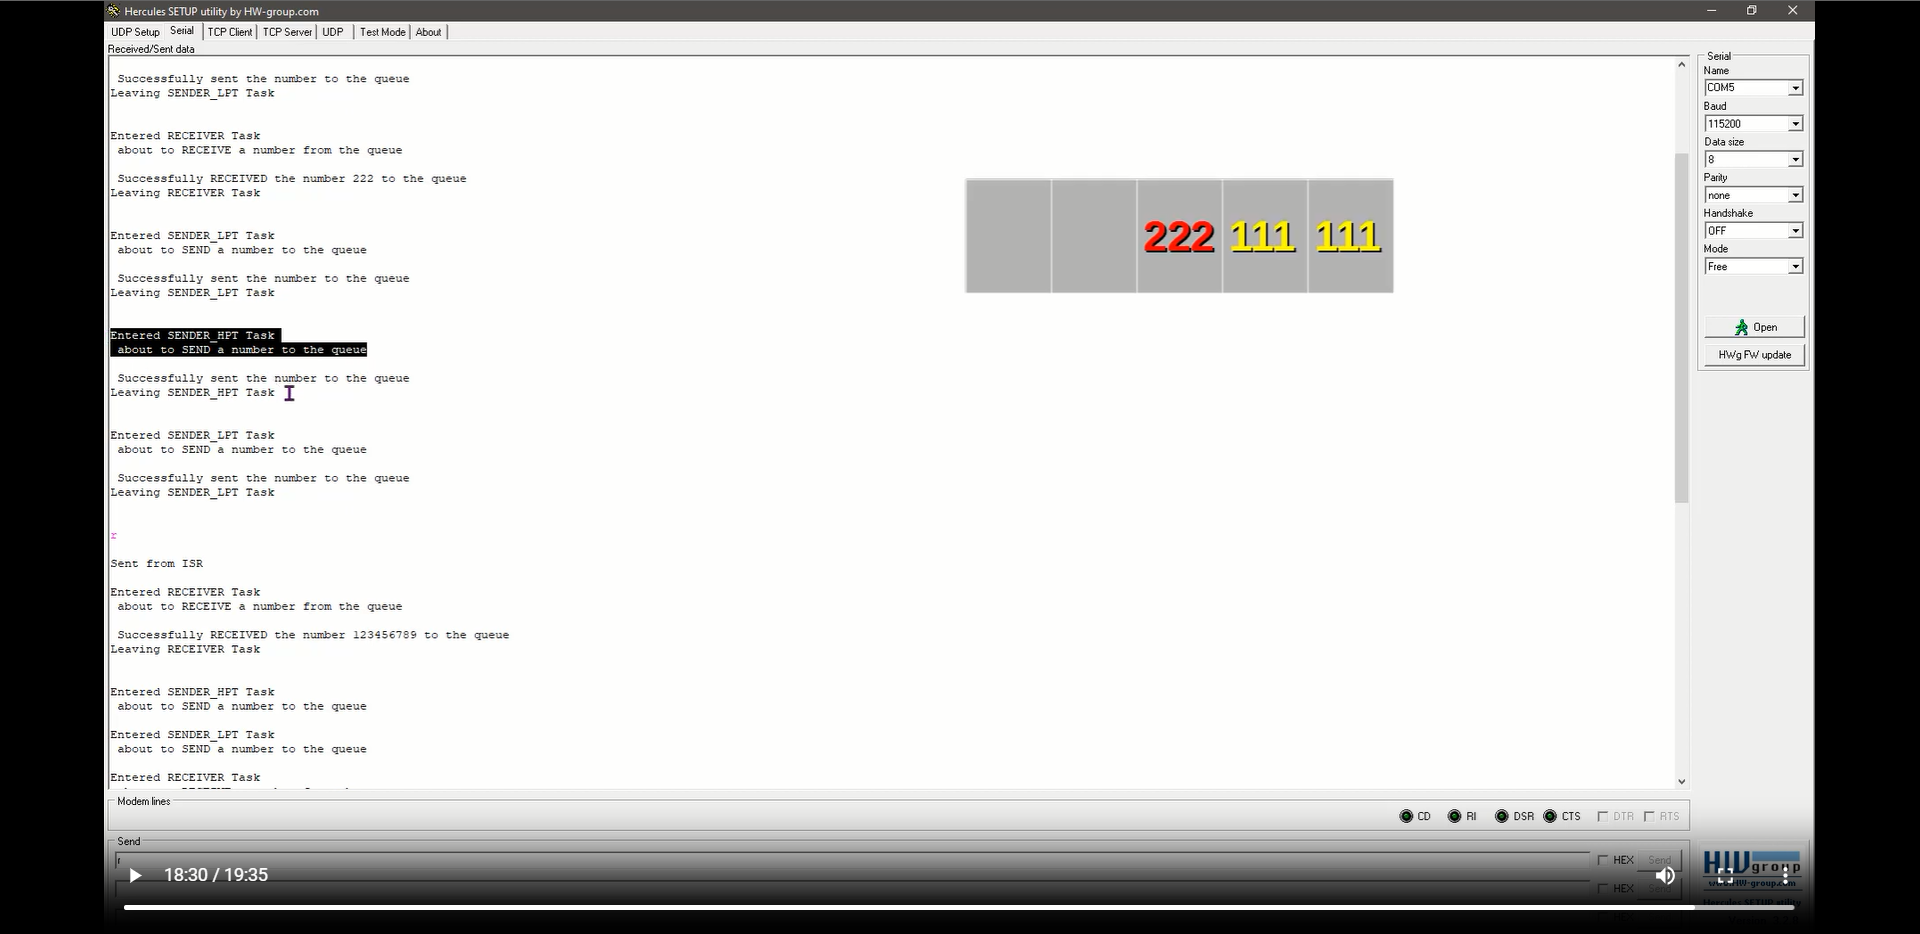 Hercules SETUP utility by HW-group.com
UDP Setup Serial TCP Client TCP Server UDP Test Mode About
Received/Sent data
Successfully sent the number to the queue
Leaving SENDER_LPT Task
Entered RECEIVER Task
about to RECEIVE a number from the queue
Successfully RECEIVED the number 222 to the queue
Leaving RECEIVER Task
Entered SENDER_LPT Task
about to SEND a number to the queue
Successfully sent the number to the queue
Leaving SENDER_LPT Task
Entered SENDER_HPT Task
about to SEND a number to the queue
Successfully sent the number to the queue
Leaving SENDER_HPT Task
Entered SENDER_LPT Task
about to SEND a number to the queue
Successfully sent the number to the queue
Leaving SENDER_LPT Task
r
Sent from ISR
Entered RECEIVER Task
about to RECEIVE a number from the queue
Successfully RECEIVED the number 123456789 to the queue
Leaving RECEIVER Task
Entered SENDER_HPT Task
about to SEND a number to the queue
Entered SENDER_LPT Task
about to SEND a number to the queue
Entered RECEIVER Task
222 111 111
Serial
Name
COM5
Baud
115200
Data size
8
Parity
none
Handshake
OFF
Mode
Free
Open
HWg FW update
Modem lines
CD RI DSR CTS DTR RTS
Send
r
HEX Send
HEX Send
18:30 / 19:35
HW group
www.HW-group.com
Hercules SETUP utility